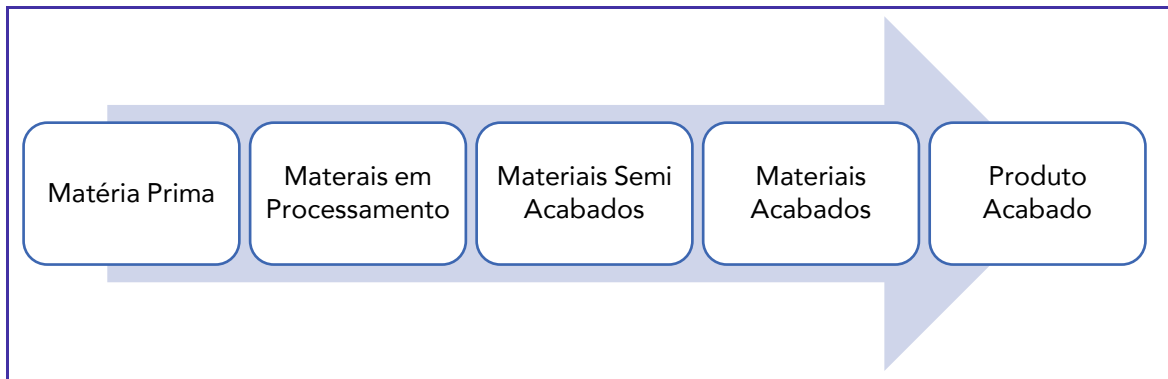 Matéria Prima
Materais em
Processamento
Materiais Semi
Acabados
Materiais
Acabados
Produto
Acabado